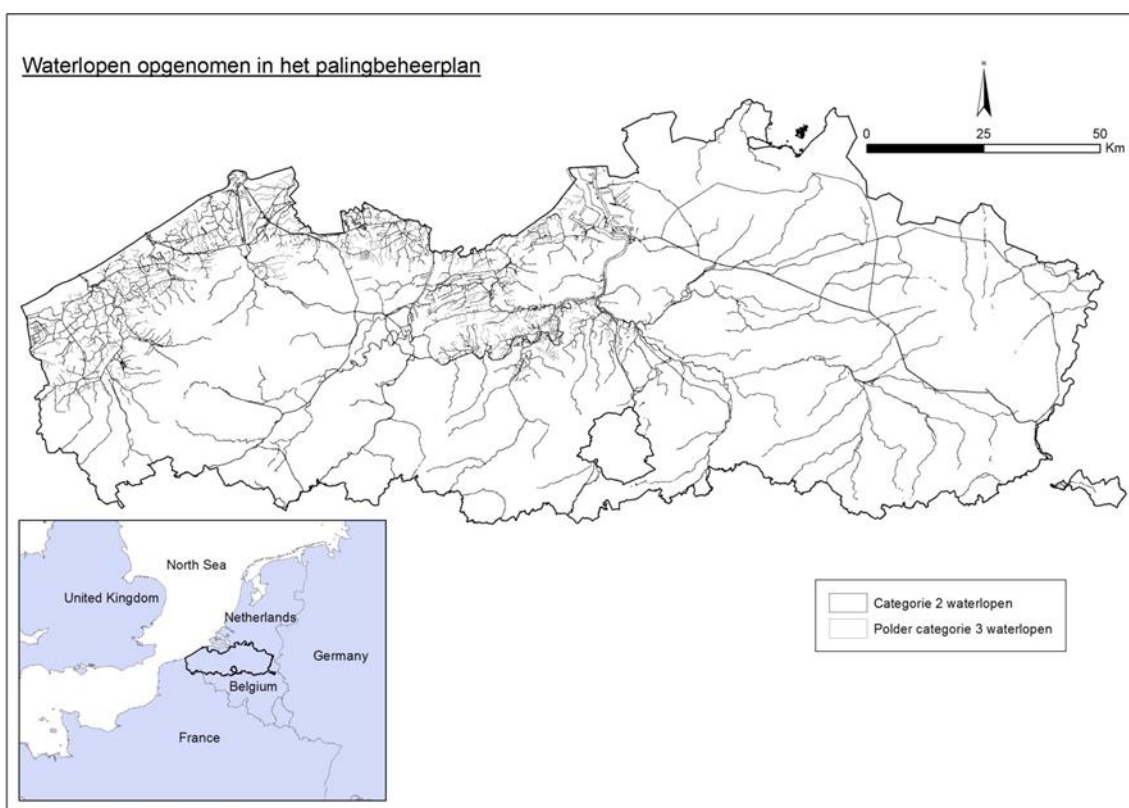 Waterlopen opgenomen in het palingbeheerplan
N
0 25 50
Km
North Sea
United Kingdom
Netherlands
Germany
Belgium
France
Categorie 2 waterlopen
Polder categorie 3 waterlopen